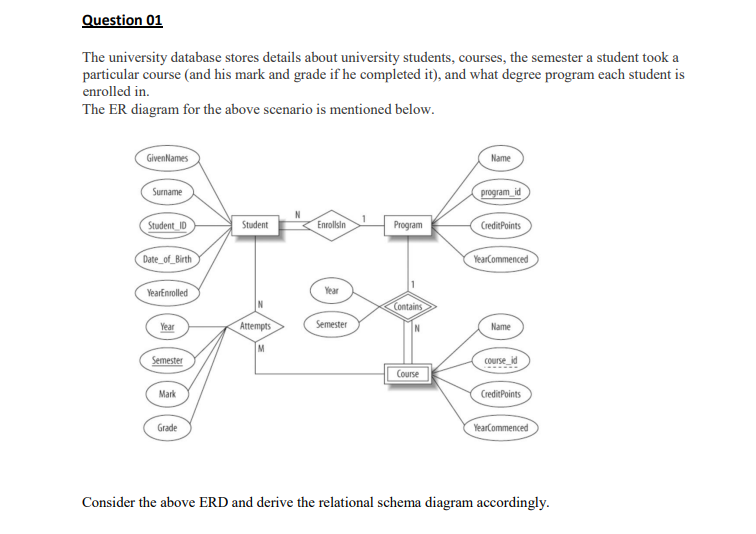 Question 01
The university database stores details about university students, courses, the semester a student took a
particular course (and his mark and grade if he completed it), and what degree program each student is
enrolled in.
The ER diagram for the above scenario is mentioned below.
GivenNames
Name
Surname
program_id
Student_ID
Student
N
EnrollsIn
1
Program
CreditPoints
Date_of_Birth
YearCommenced
YearEnrolled
Year
1
N
Contains
Year
Attempts
Semester
N
Name
M
Semester
course_id
Course
Mark
CreditPoints
Grade
YearCommenced
Consider the above ERD and derive the relational schema diagram accordingly.